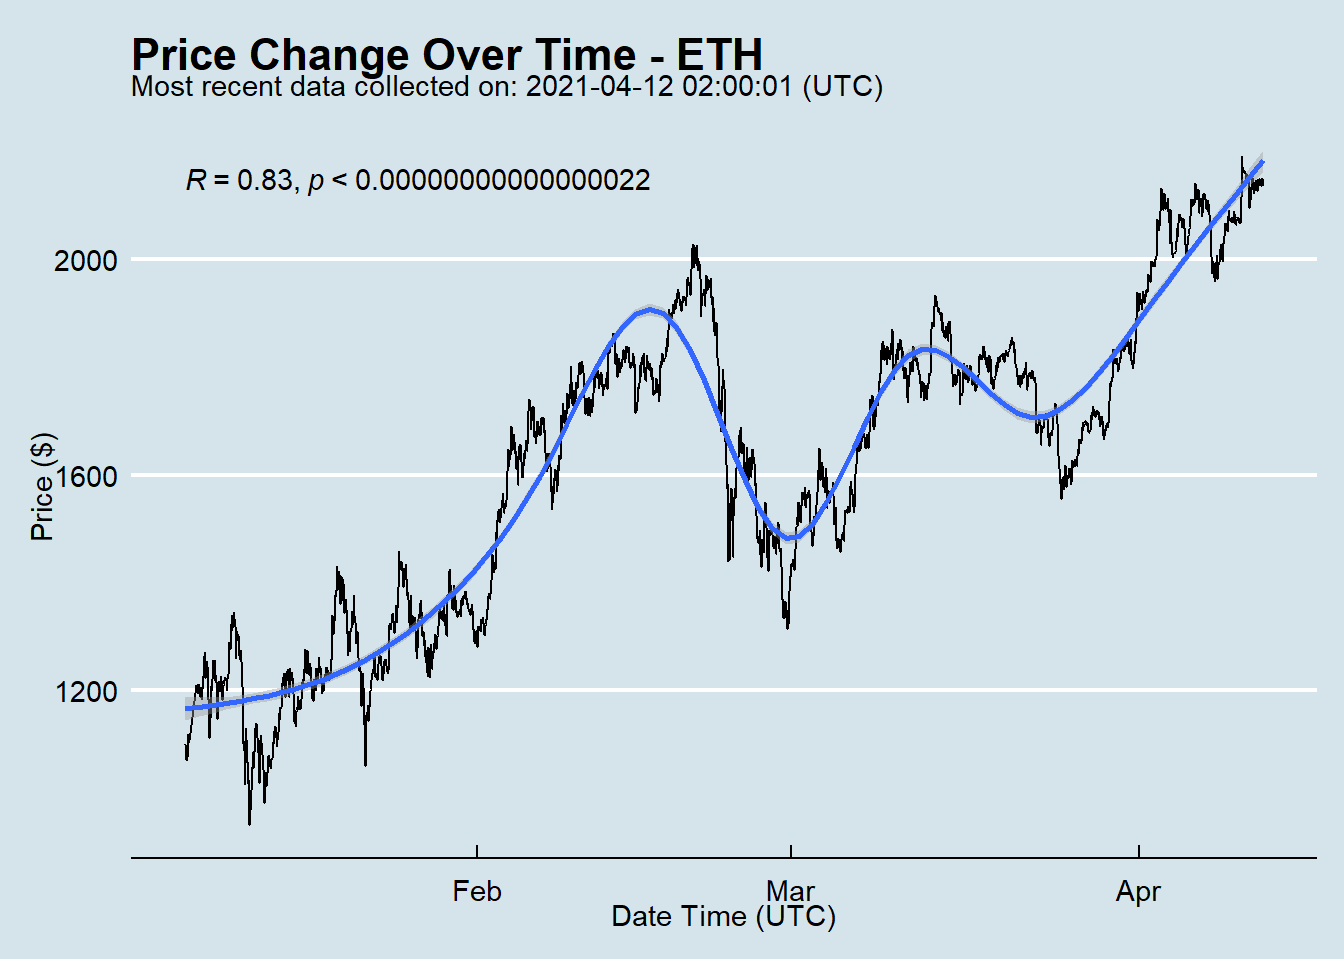 Price Change Over Time - ETH
Most recent data collected on: 2021-04-12 02:00:01 (UTC)
R = 0.83, p < 0.00000000000000022
2000
1600
1200
Price ($)
Feb
Mar
Apr
Date Time (UTC)